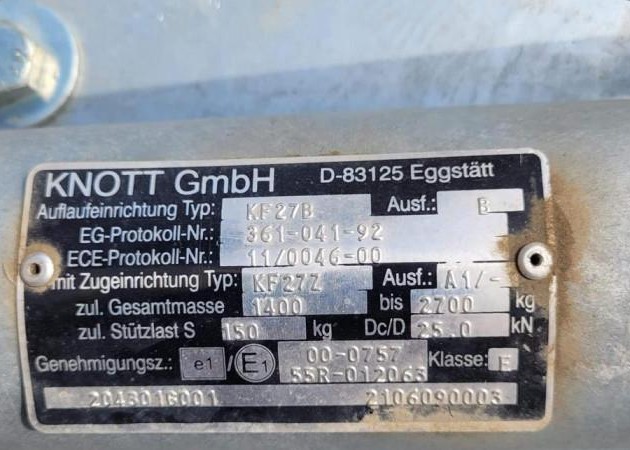 KNOTT GmbH D-83125 Eggstätt
Auflaufeinrichtung Typ: KF27B Ausf.: B
EG-Protokoll-Nr.: 361-041-92
ECE-Protokoll-Nr.: 11/0046-00
mit Zugeinrichtung Typ: KF27Z Ausf.: A1/-
zul. Gesamtmasse 1400 bis 2700 kg
zul. Stützlast S 150 kg Dc/D 25.0 kN
Genehmigungsz.: e1 / E1 00-0757 Klasse: E
55R-012063
204301G001 2106090003